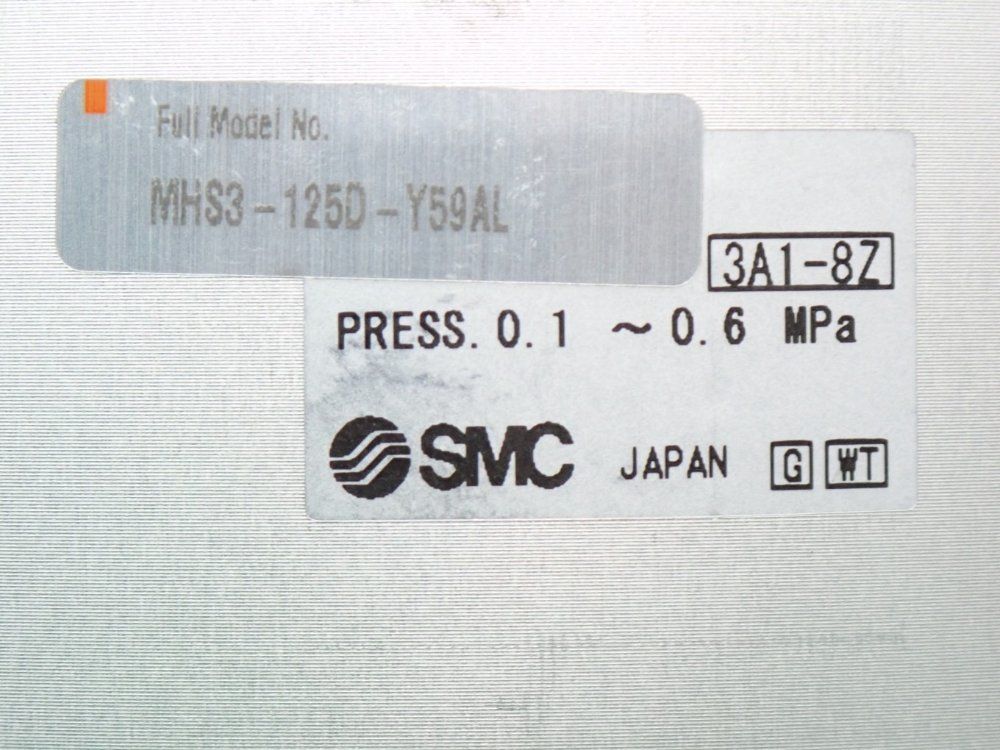 Full Model No.
MHS3-125D-Y59AL
3A1-8Z
PRESS. 0.1 ~ 0.6 MPa
SMC JAPAN G WT